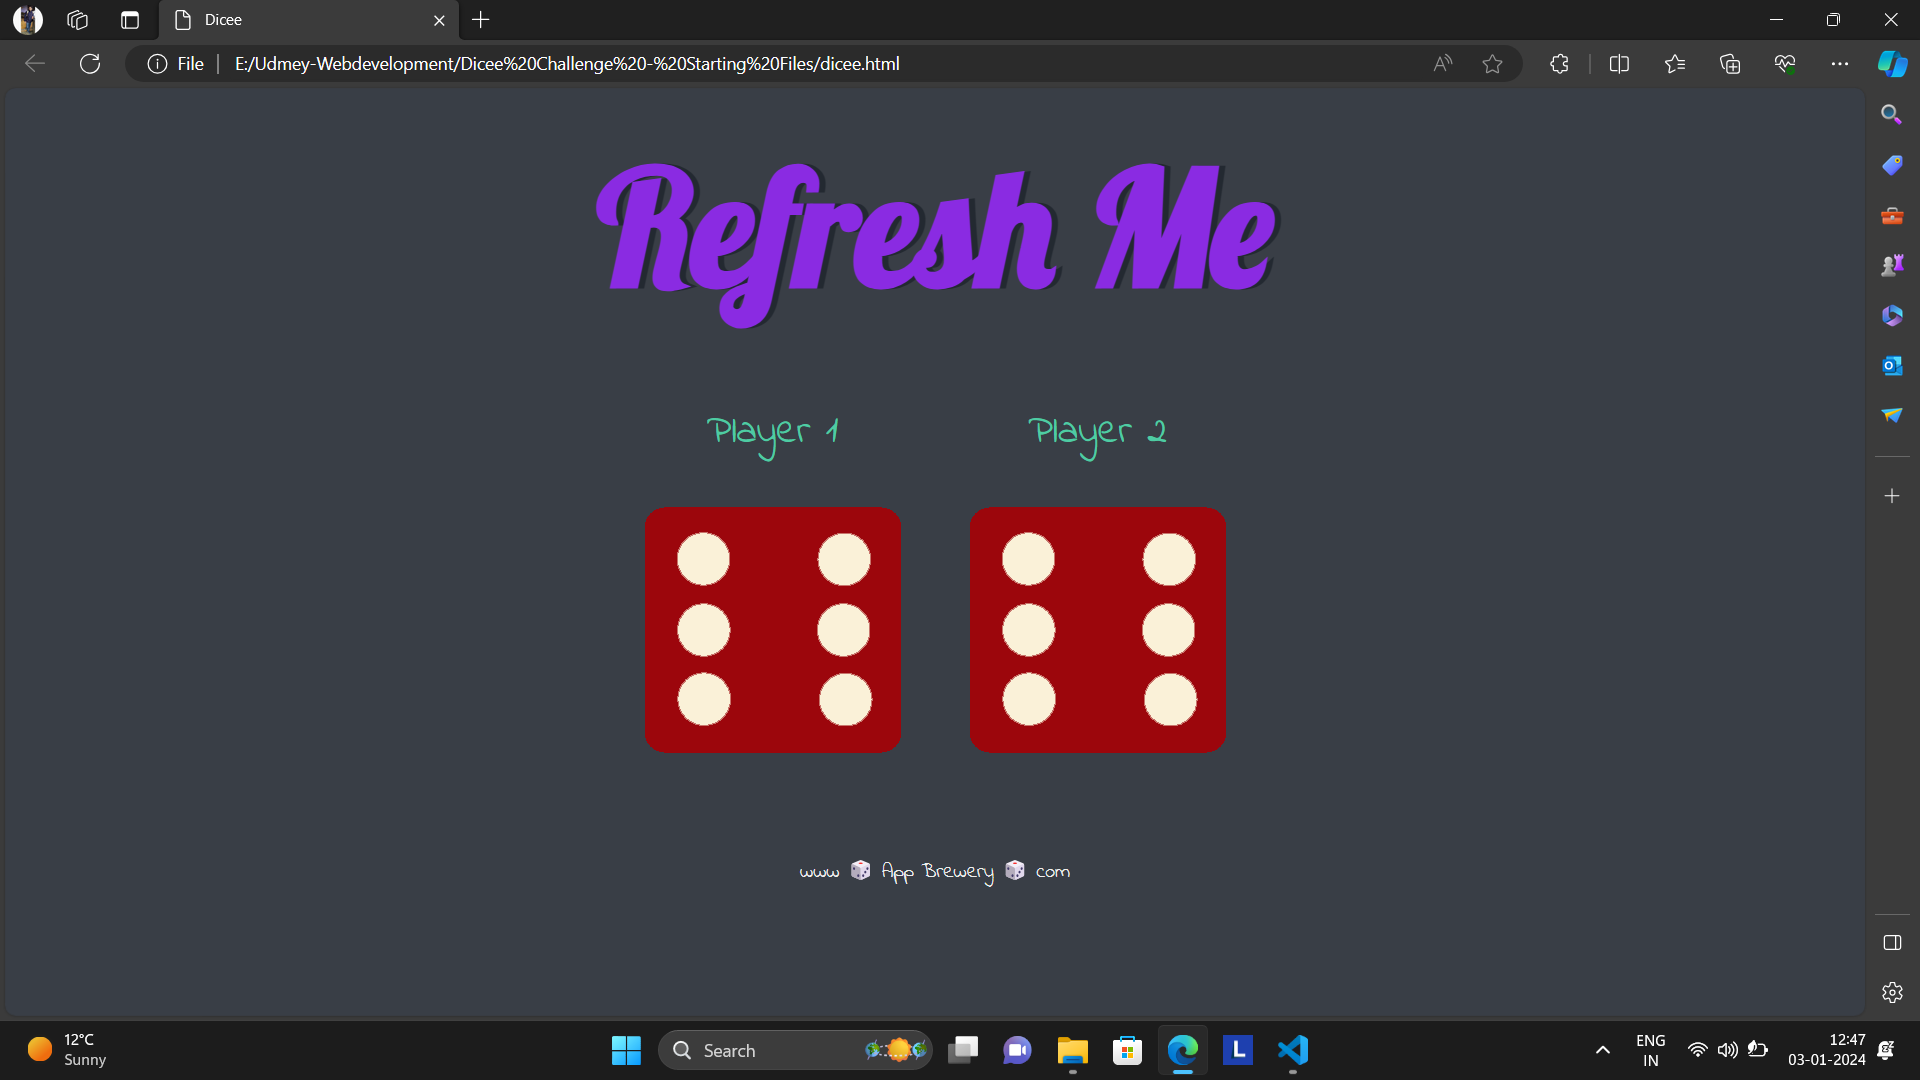 Dicee
File
E:/Udmey-Webdevelopment/Dicee%20Challenge%20-%20Starting%20Files/dicee.html
Refresh Me
Player 1 Player 2
www 🎲 App Brewery 🎲 com
12°C
Sunny
Search
L
ENG
IN
12:47
03-01-2024